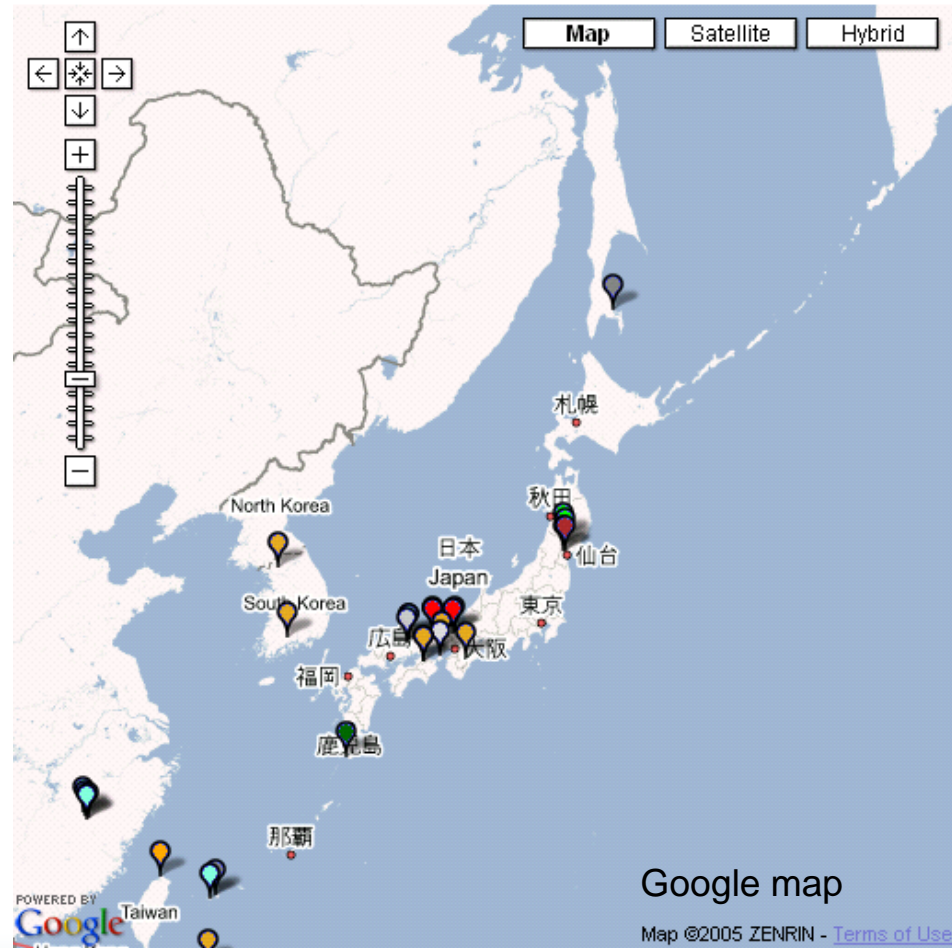 Map
Satellite
Hybrid
札幌
秋田
North Korea
仙台
日本
Japan
South Korea
東京
広島
大阪
福岡
鹿児島
那覇
Google map
POWERED BY
Google
Taiwan
Map ©2005 ZENRIN - Terms of Use